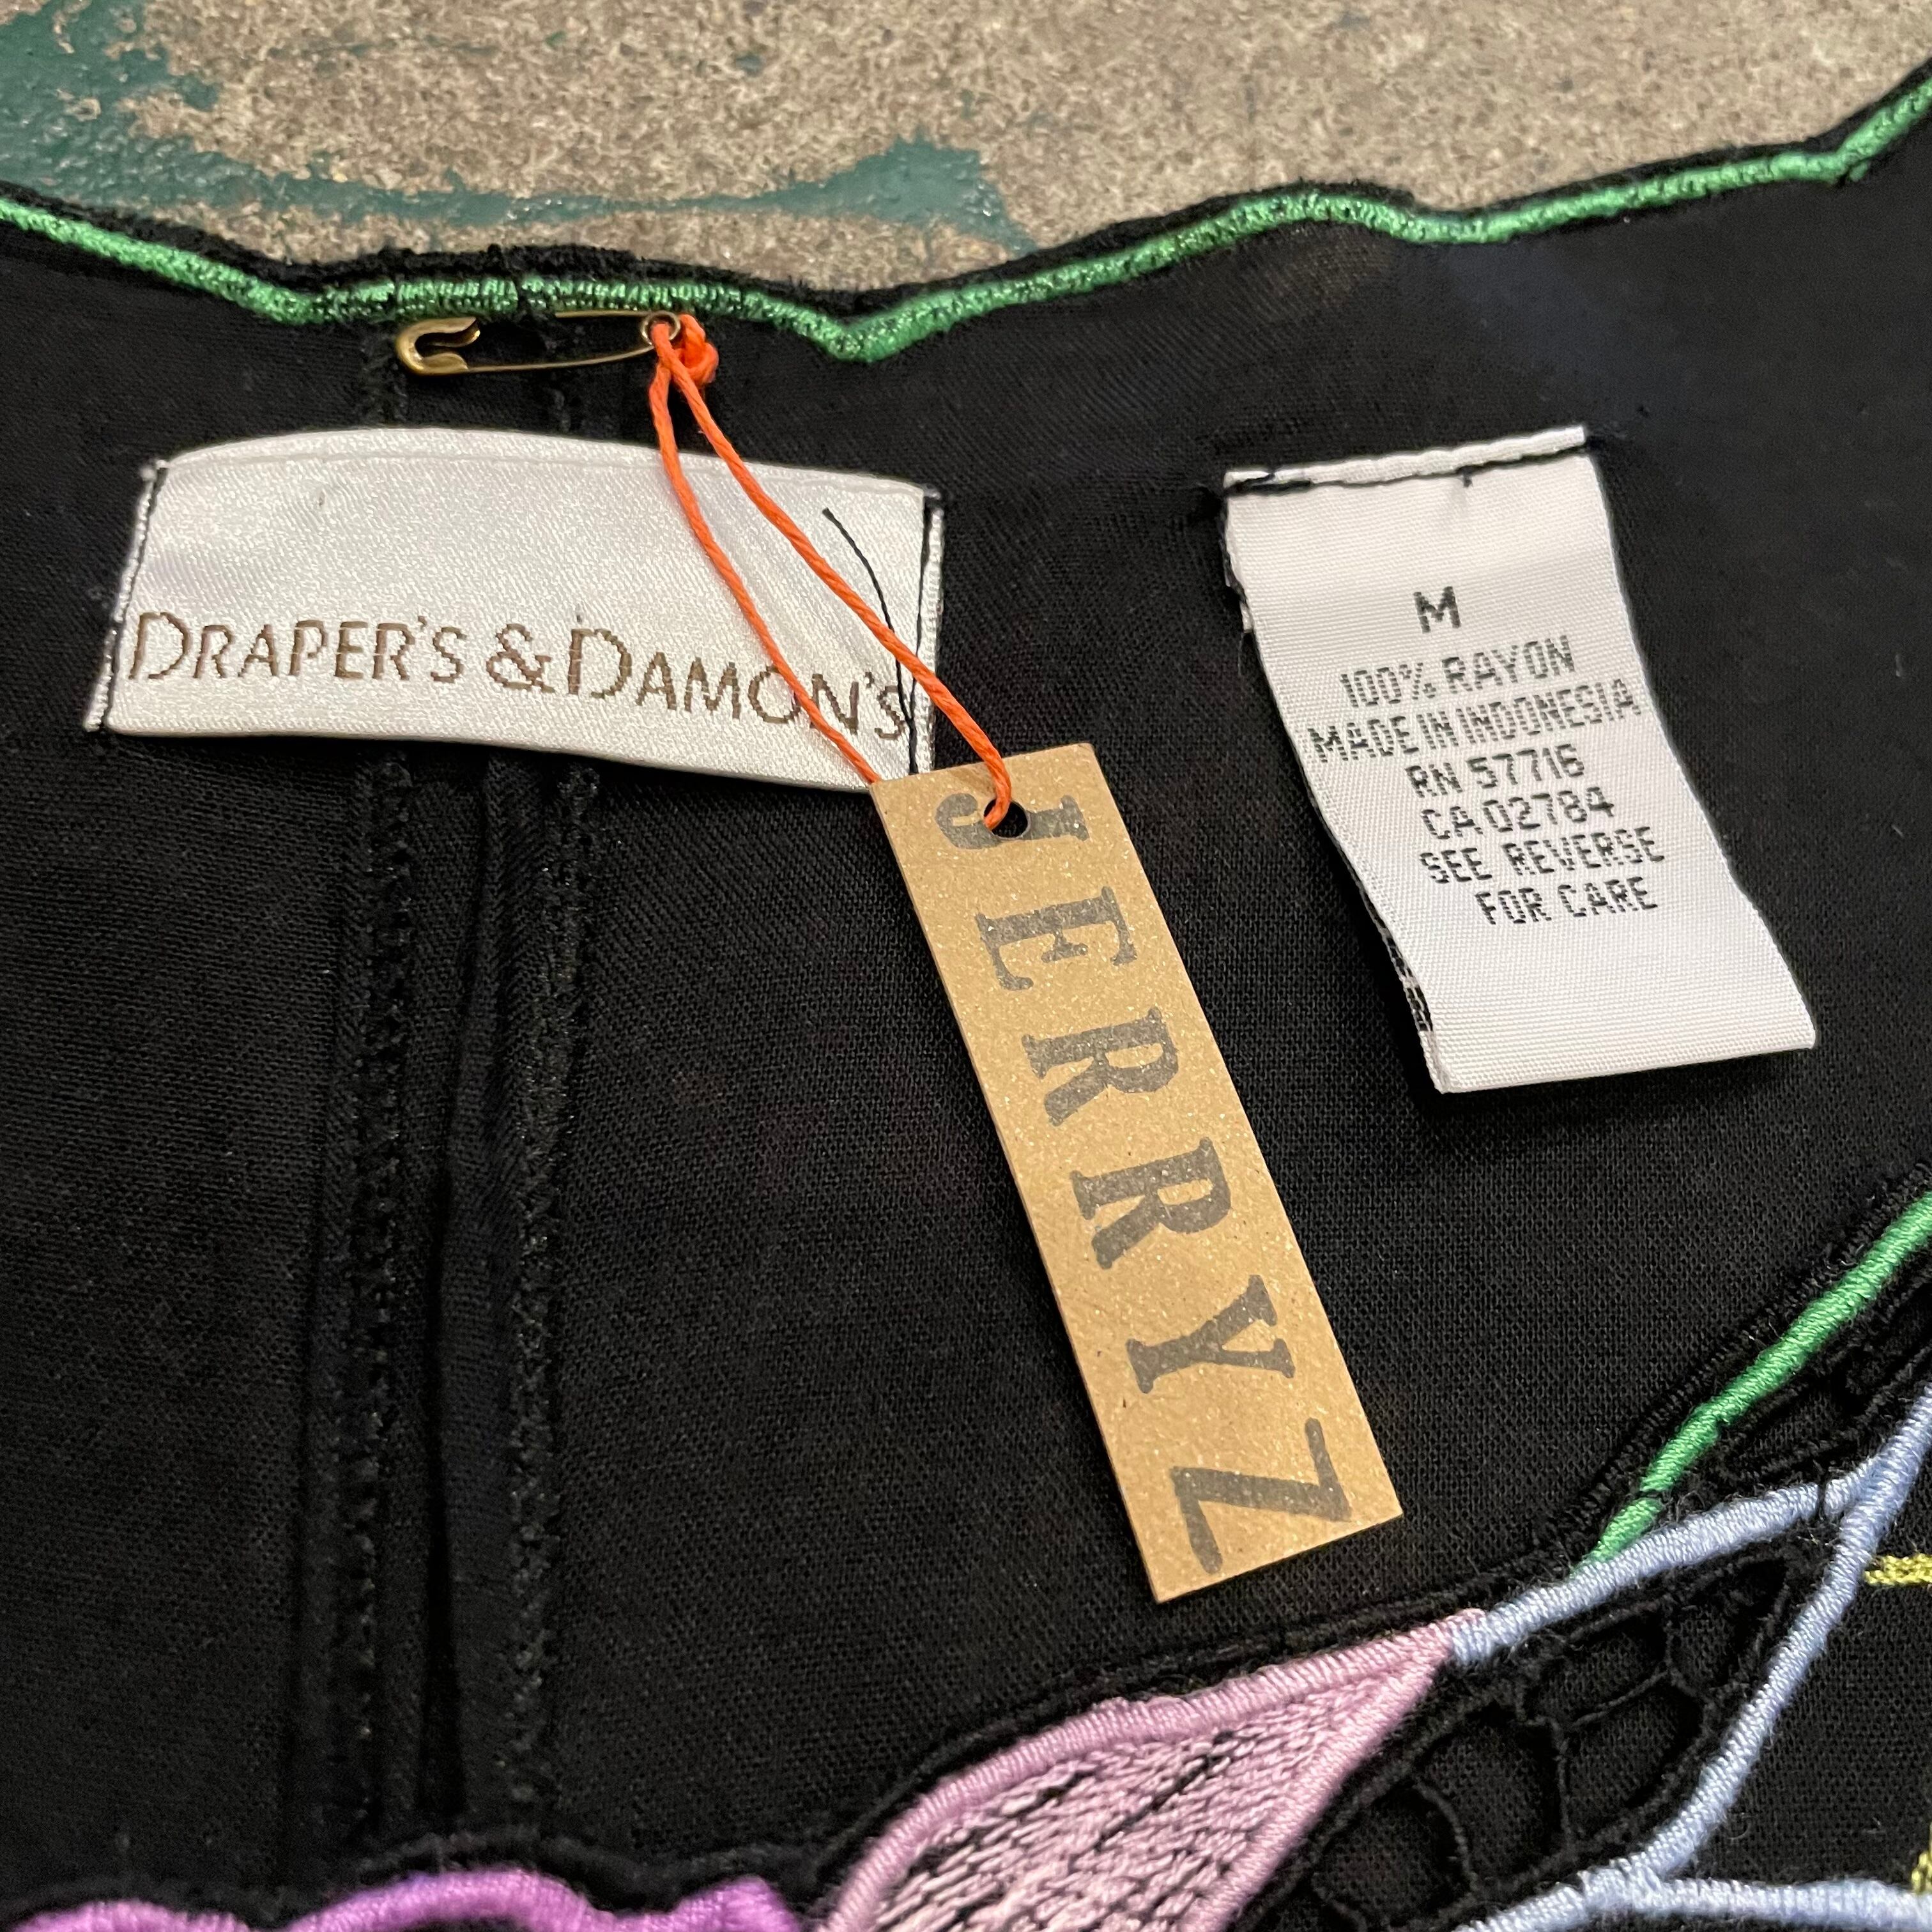 DRAPER'S & DAMON'S
JERRYZ
M
100% RAYON
MADE IN INDONESIA
RN 57716
CA 02784
SEE REVERSE
FOR CARE